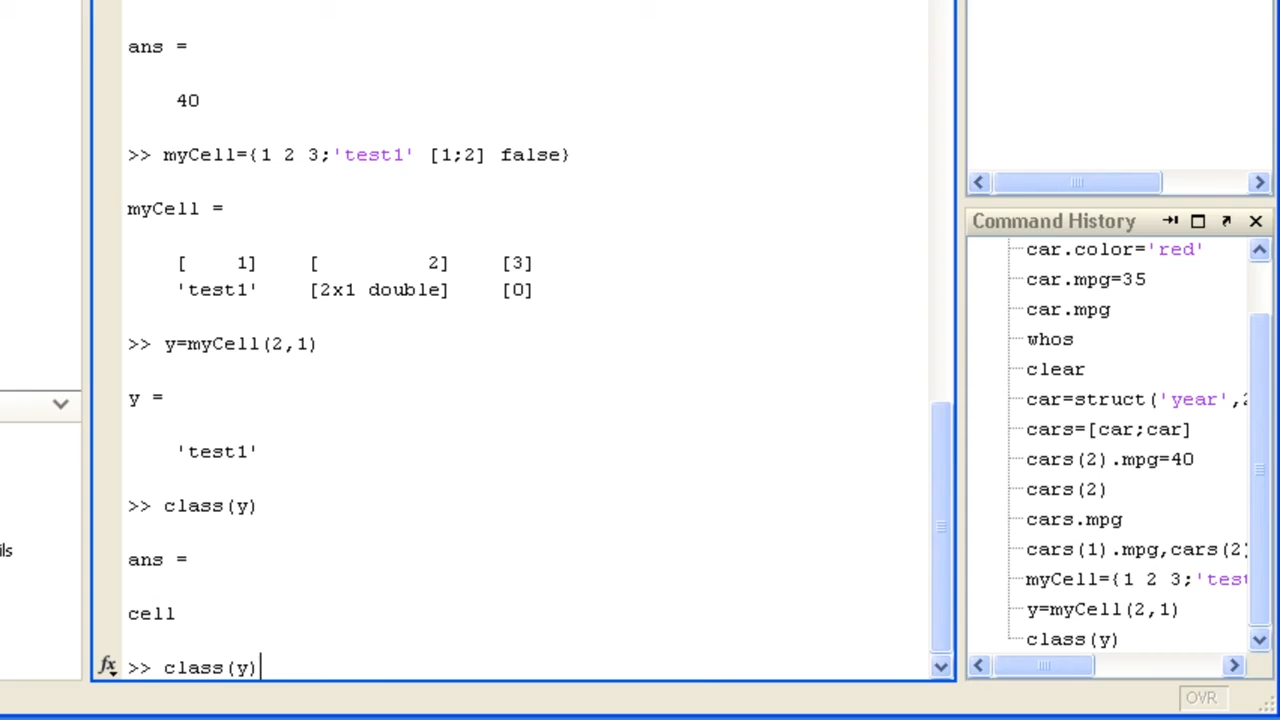 ans =
40
>> myCell={1 2 3;'test1' [1;2] false}
myCell =
[ 1] [ 2] [3]
'test1' [2x1 double] [0]
>> y=myCell(2,1)
y =
'test1'
>> class(y)
ans =
cell
fx >> class(y)
ils
Command History
car.color='red'
car.mpg=35
car.mpg
whos
clear
car=struct('year',2
cars=[car;car]
cars(2).mpg=40
cars(2)
cars.mpg
cars(1).mpg,cars(2)
myCell={1 2 3;'test
y=myCell(2,1)
class(y)
OVR